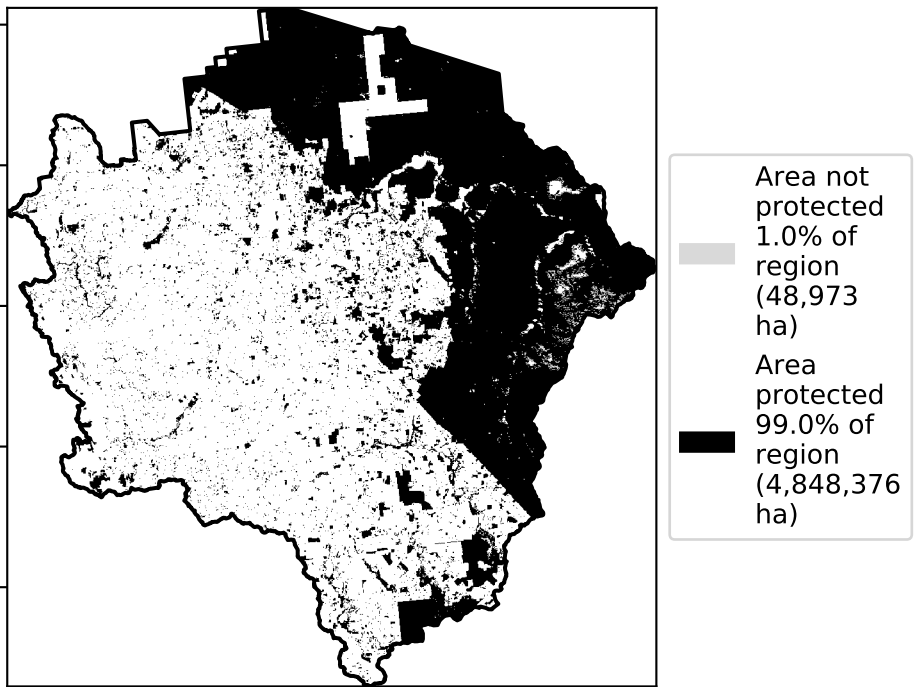 Area not
protected
1.0% of
region
(48,973
ha)
Area
protected
99.0% of
region
(4,848,376
ha)